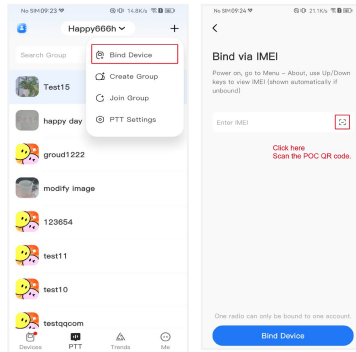 No SIM 09:23
14.8K/s
Happy666h
Search Group
Bind Device
Create Group
Join Group
PTT Settings
Test15
happy day
groud1222
modify image
123654
test11
test10
testqqcom
Devices
PTT
Trends
Me
No SIM 09:24
21.1K/s
Bind via IMEI
Power on, go to Menu – About, use Up/Down
keys to view IMEI (shown automatically if
unbound)
Enter IMEI
Click here
Scan the POC QR code.
One radio can only be bound to one account.
Bind Device